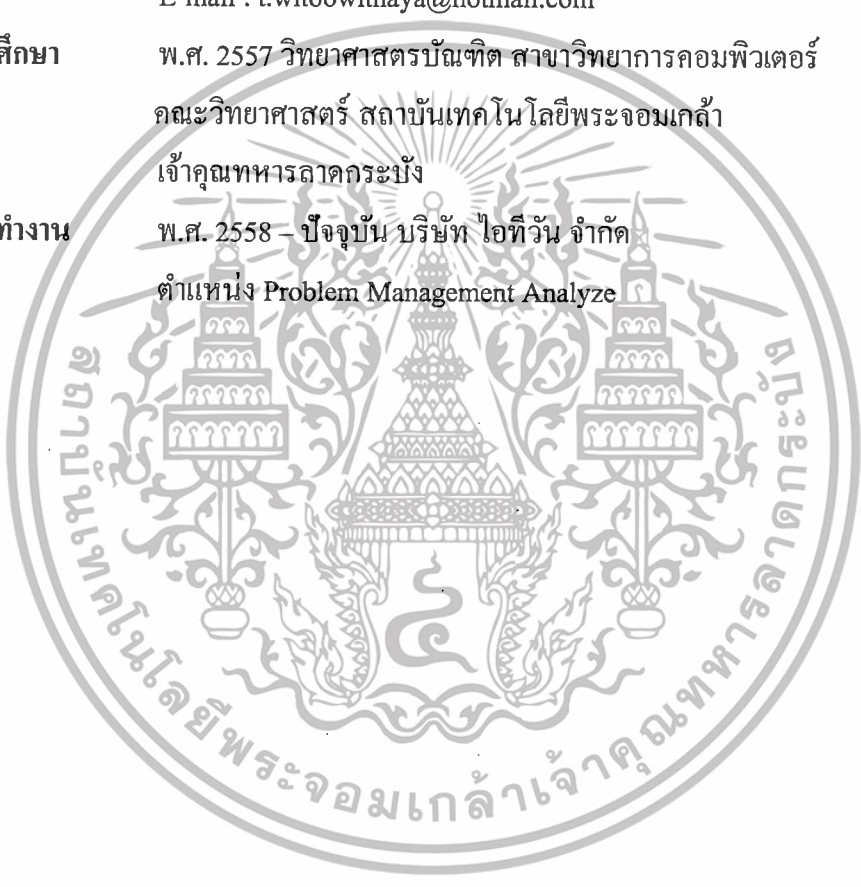 E-mail : t.whoowithaya@hotmail.com
ศึกษา พ.ศ. 2557 วิทยาศาสตรบัณฑิต สาขาวิทยาการคอมพิวเตอร์
คณะวิทยาศาสตร์ สถาบันเทคโนโลยีพระจอมเกล้า
เจ้าคุณทหารลาดกระบัง
ทำงาน พ.ศ. 2558 – ปัจจุบัน บริษัท ไอทีวัน จำกัด
ตำแหน่ง Problem Management Analyze
สถาบันเทคโนโลยีพระจอมเกล้าเจ้าคุณทหารลาดกระบัง